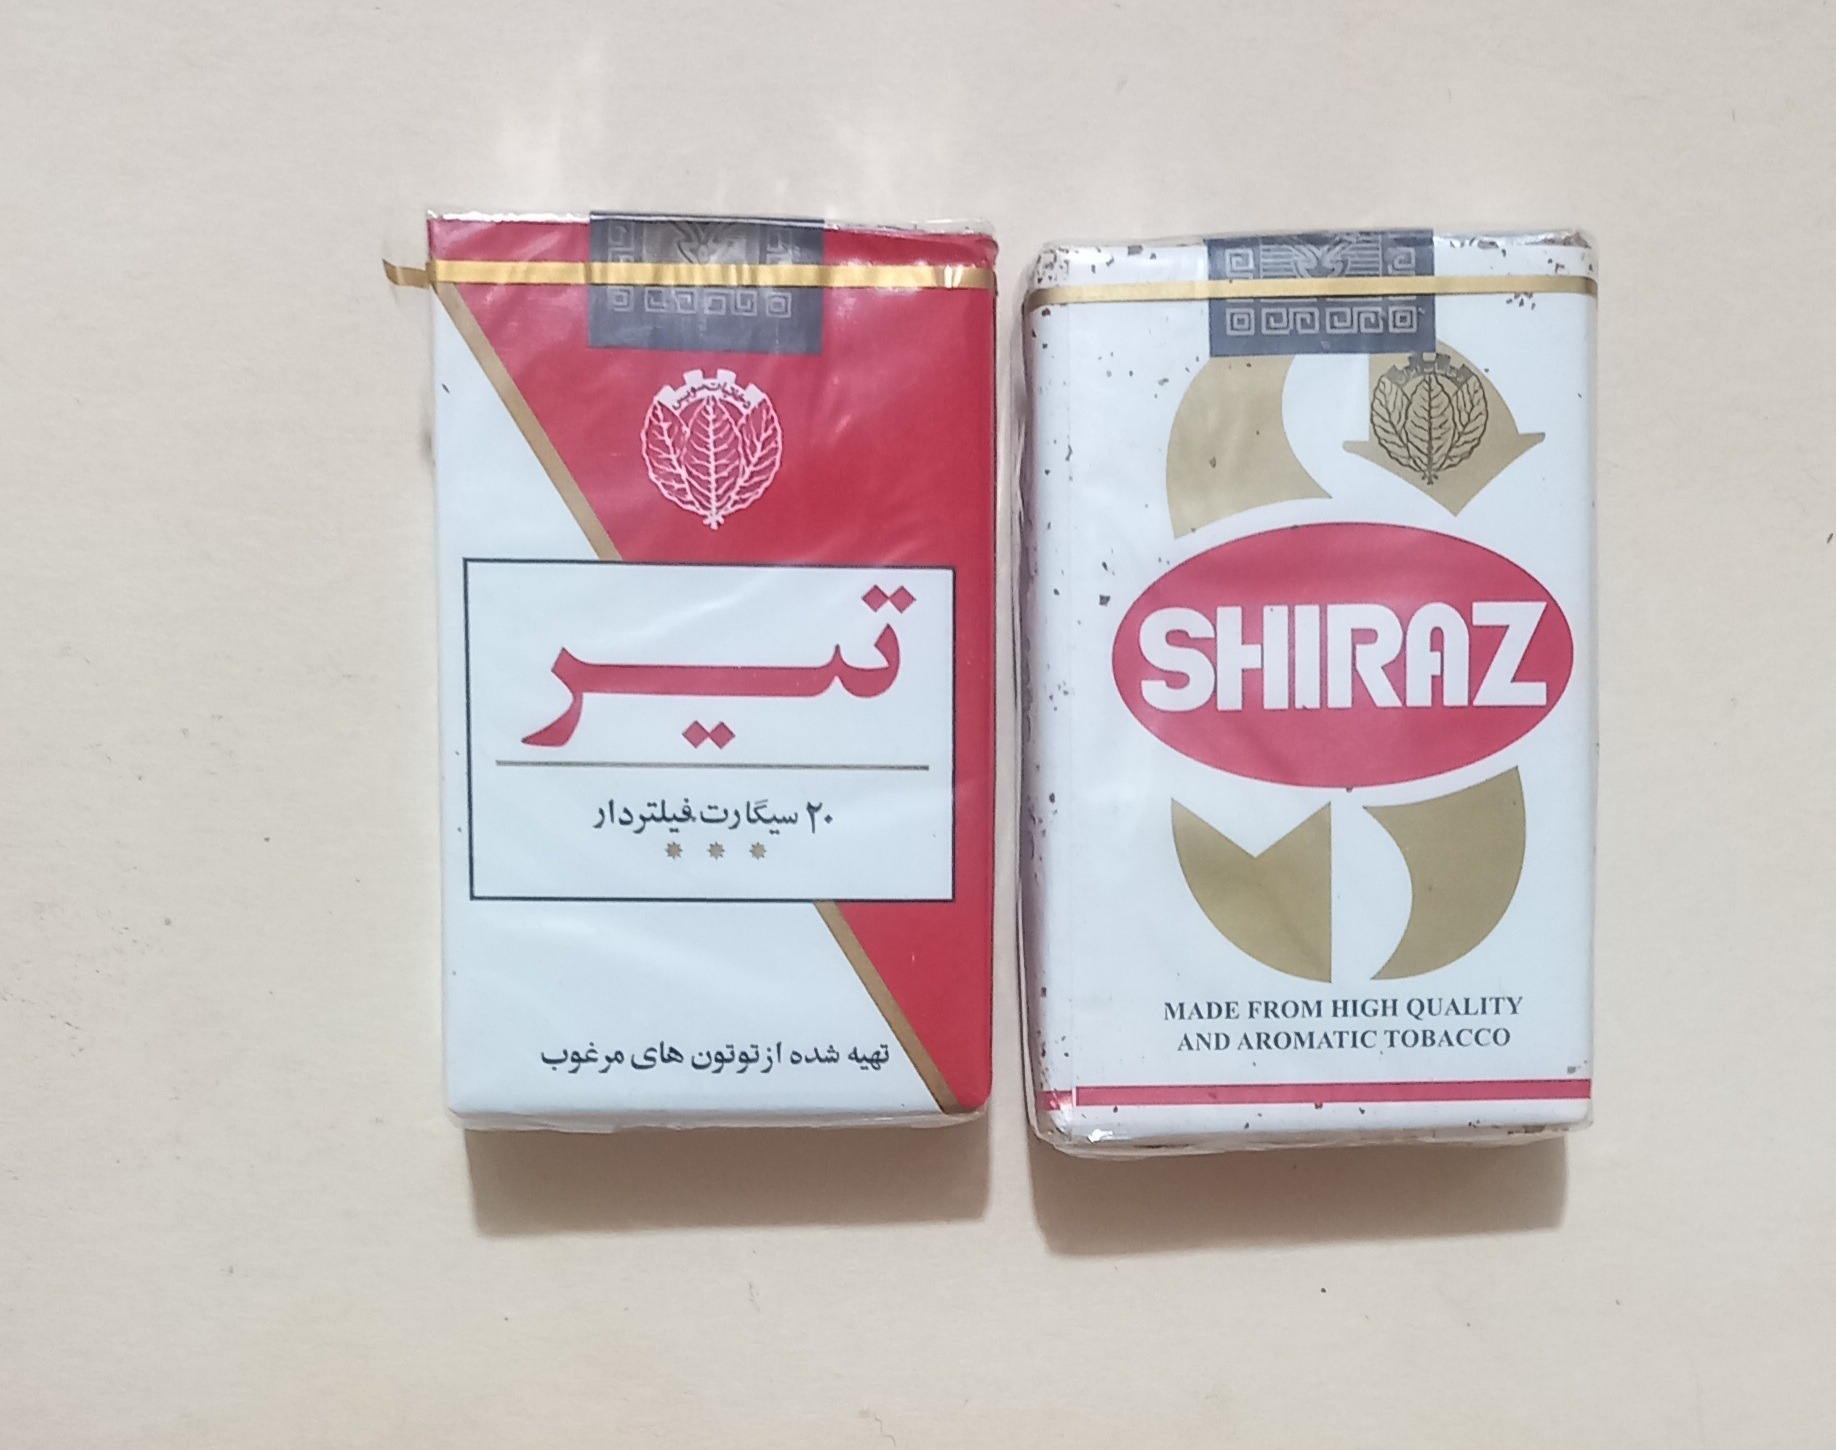 تیر
۲۰ سیگارت فیلتردار
تهیه شده از توتون های مرغوب
SHIRAZ
MADE FROM HIGH QUALITY
AND AROMATIC TOBACCO